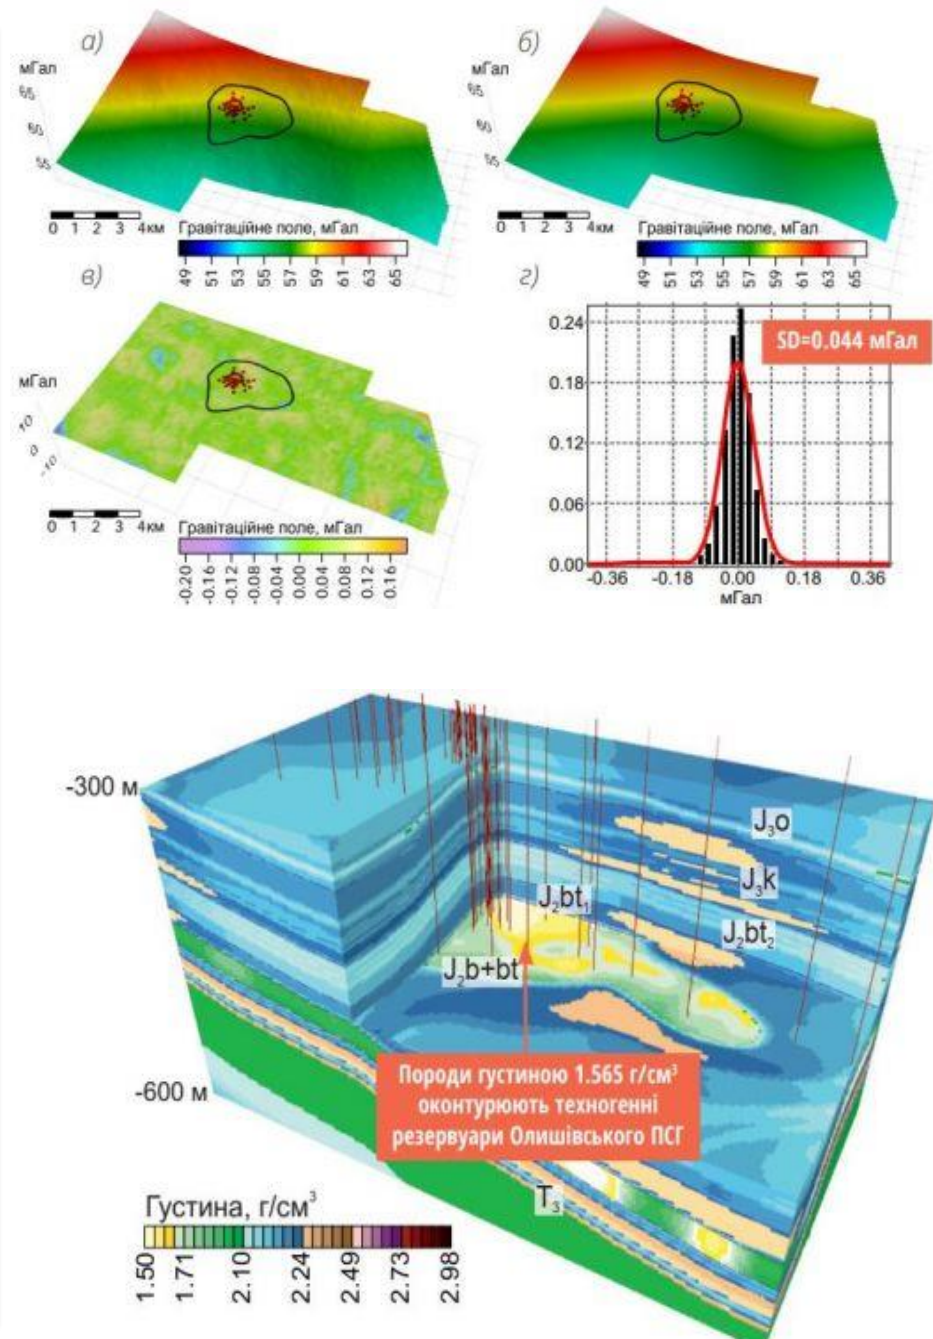 а)
мГал
65
60
55
0 1 2 3 4км
Гравітаційне поле, мГал
49 51 53 55 57 59 61 63 65
б)
мГал
65
60
55
0 1 2 3 4км
Гравітаційне поле, мГал
49 51 53 55 57 59 61 63 65
в)
мГал
10
0
-10
0 1 2 3 4км
Гравітаційне поле, мГал
-0.20 -0.16 -0.12 -0.08 -0.04 0.00 0.04 0.08 0.12 0.16
г)
0.24
0.18
0.12
0.06
0.00
SD=0.044 мГал
-0.36 -0.18 0.00 0.18 0.36
мГал
-300 м
J₃o
J₃k
J₂bt₁
J₂bt₂
J₂b+bt
-600 м
Породи густиною 1.565 г/см³
оконтурюють техногенні
резервуари Олишівського ПСГ
T₃
Густина, г/см³
1.50 1.71 2.10 2.24 2.49 2.73 2.98